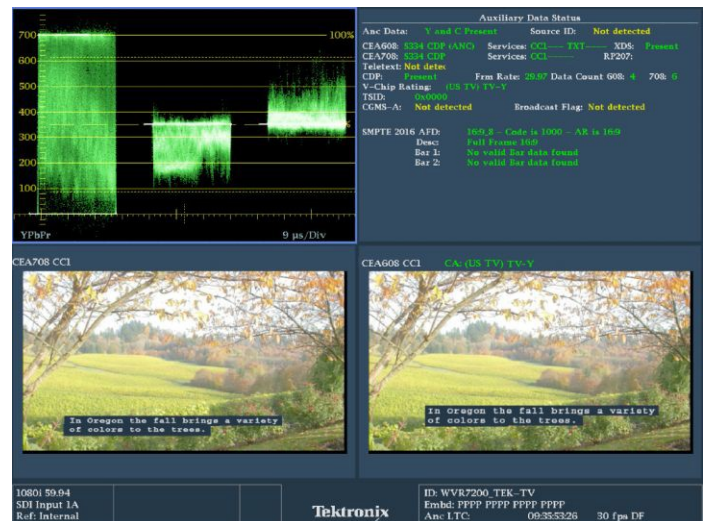 700
600
500
400
300
200
100
100%
YPbPr 9 µs/Div
Auxiliary Data Status
Anc Data: Y and C Present Source ID: Not detected
CEA608: S334 CDP (ANC) Services: CC1---- TXT---- XDS: Present
CEA708: S334 CDP Services: CC1----- RP207:
Teletext: Not detec
CDP: Present Frm Rate: 29.97 Data Count 608: 4 708: 6
V-Chip Rating: (US TV) TV-Y
TSID: 0x0000
CGMS-A: Not detected Broadcast Flag: Not detected
SMPTE 2016 AFD: 16:9_8 - Code is 1000 - AR is 16:9
Desc: Full Frame 16:9
Bar 1: No valid Bar data found
Bar 2: No valid Bar data found
CEA708 CC1
In Oregon the fall brings a variety
of colors to the trees.
CEA608 CC1 CA: (US TV) TV-Y
In Oregon the fall brings a variety
of colors to the trees.
1080i 59.94
SDI Input 1A
Ref: Internal
Tektronix
ID: WVR7200_TEK-TV
Embd: PPPP PPPP PPPP PPPP
Anc LTC: 09:35:53:26 30 fps DF